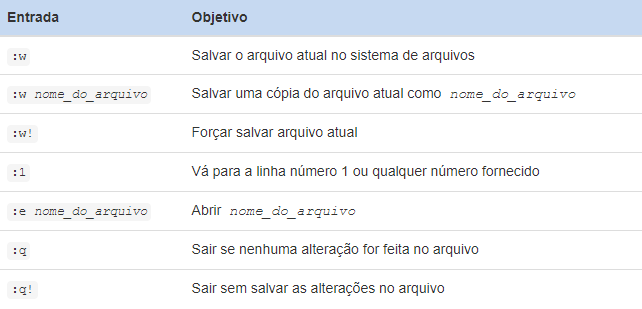 Entrada Objetivo
:w Salvar o arquivo atual no sistema de arquivos
:w nome_do_arquivo Salvar uma cópia do arquivo atual como nome_do_arquivo
:w! Forçar salvar arquivo atual
:1 Vá para a linha número 1 ou qualquer número fornecido
:e nome_do_arquivo Abrir nome_do_arquivo
:q Sair se nenhuma alteração for feita no arquivo
:q! Sair sem salvar as alterações no arquivo